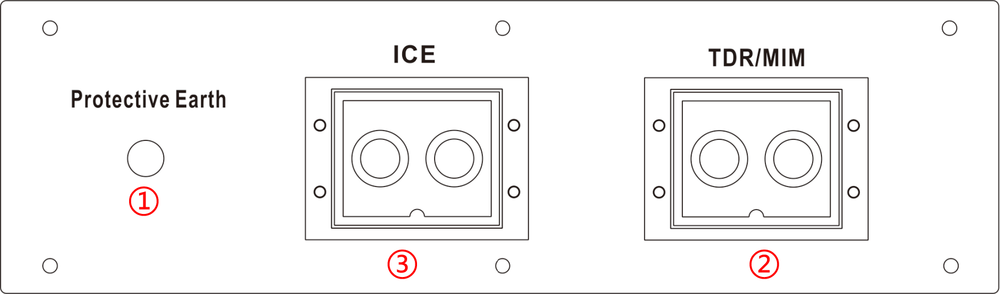 ICE
TDR/MIM
Protective Earth
①
③
②